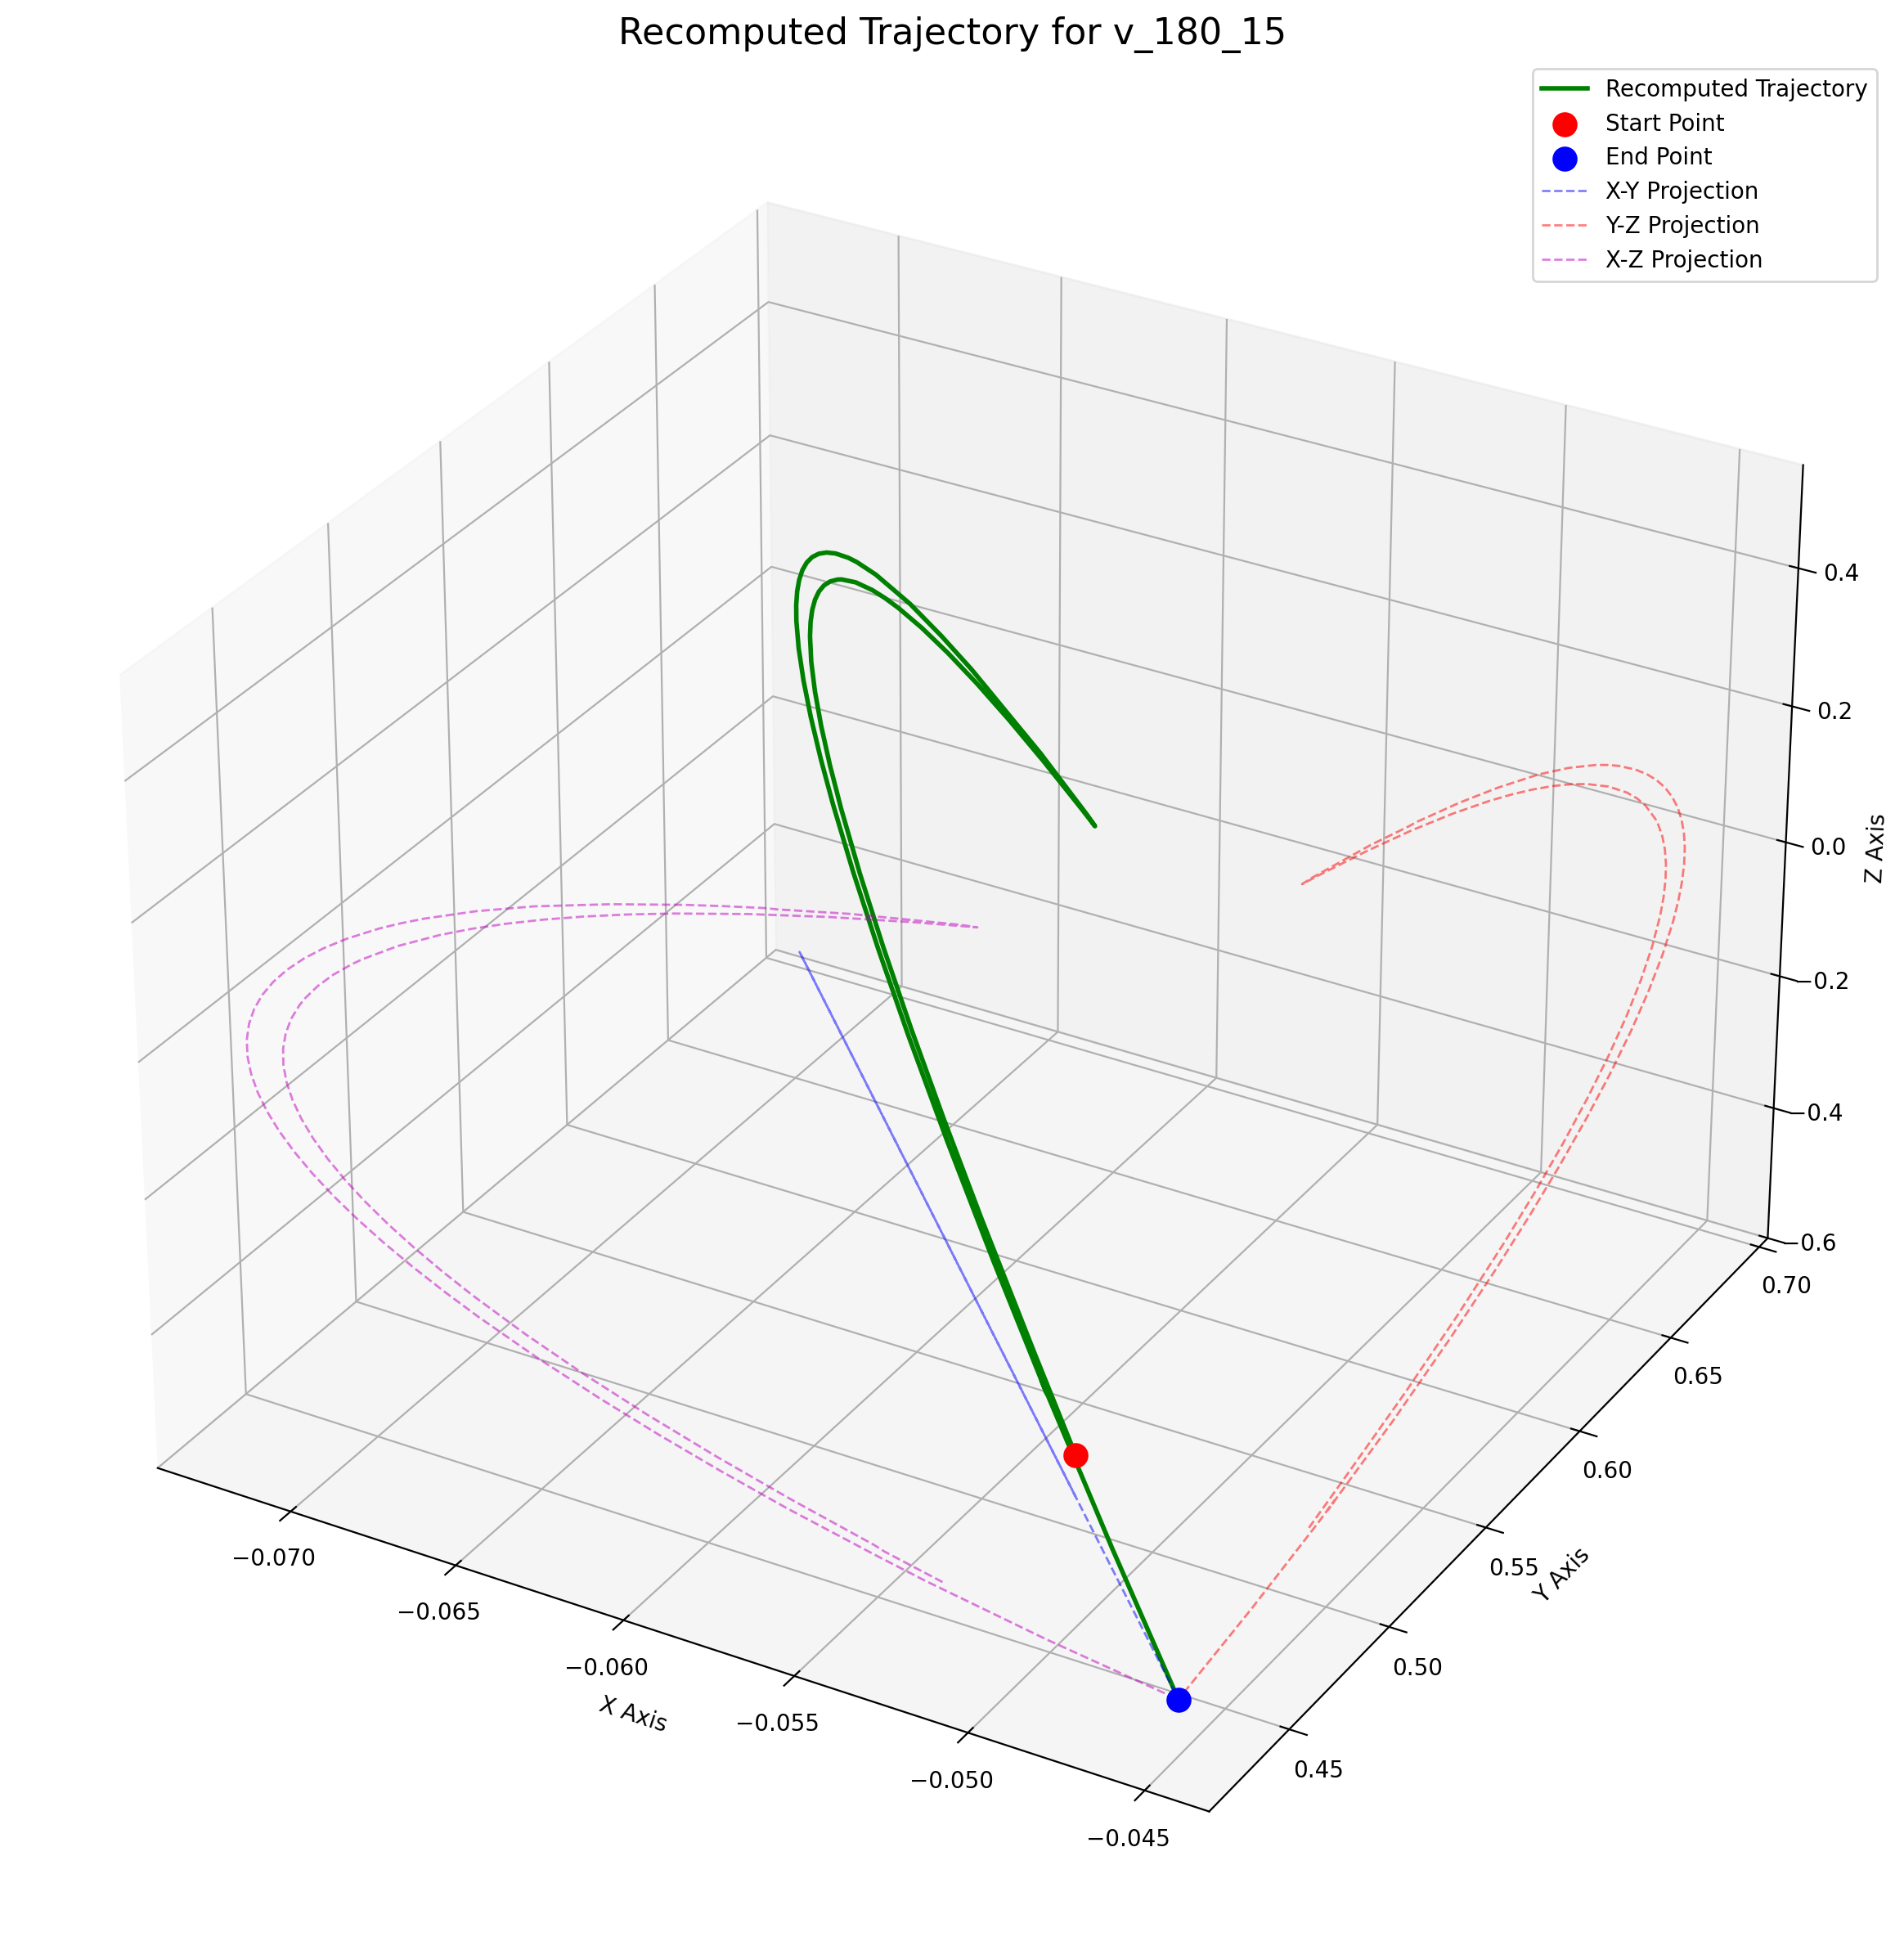 Recomputed Trajectory for v_180_15
Recomputed Trajectory
Start Point
End Point
X-Y Projection
Y-Z Projection
X-Z Projection
0.4
0.2
0.0
−0.2
−0.4
−0.6
Z Axis
0.70
0.65
0.60
0.55
0.50
0.45
Y Axis
−0.070
−0.065
−0.060
−0.055
−0.050
−0.045
X Axis